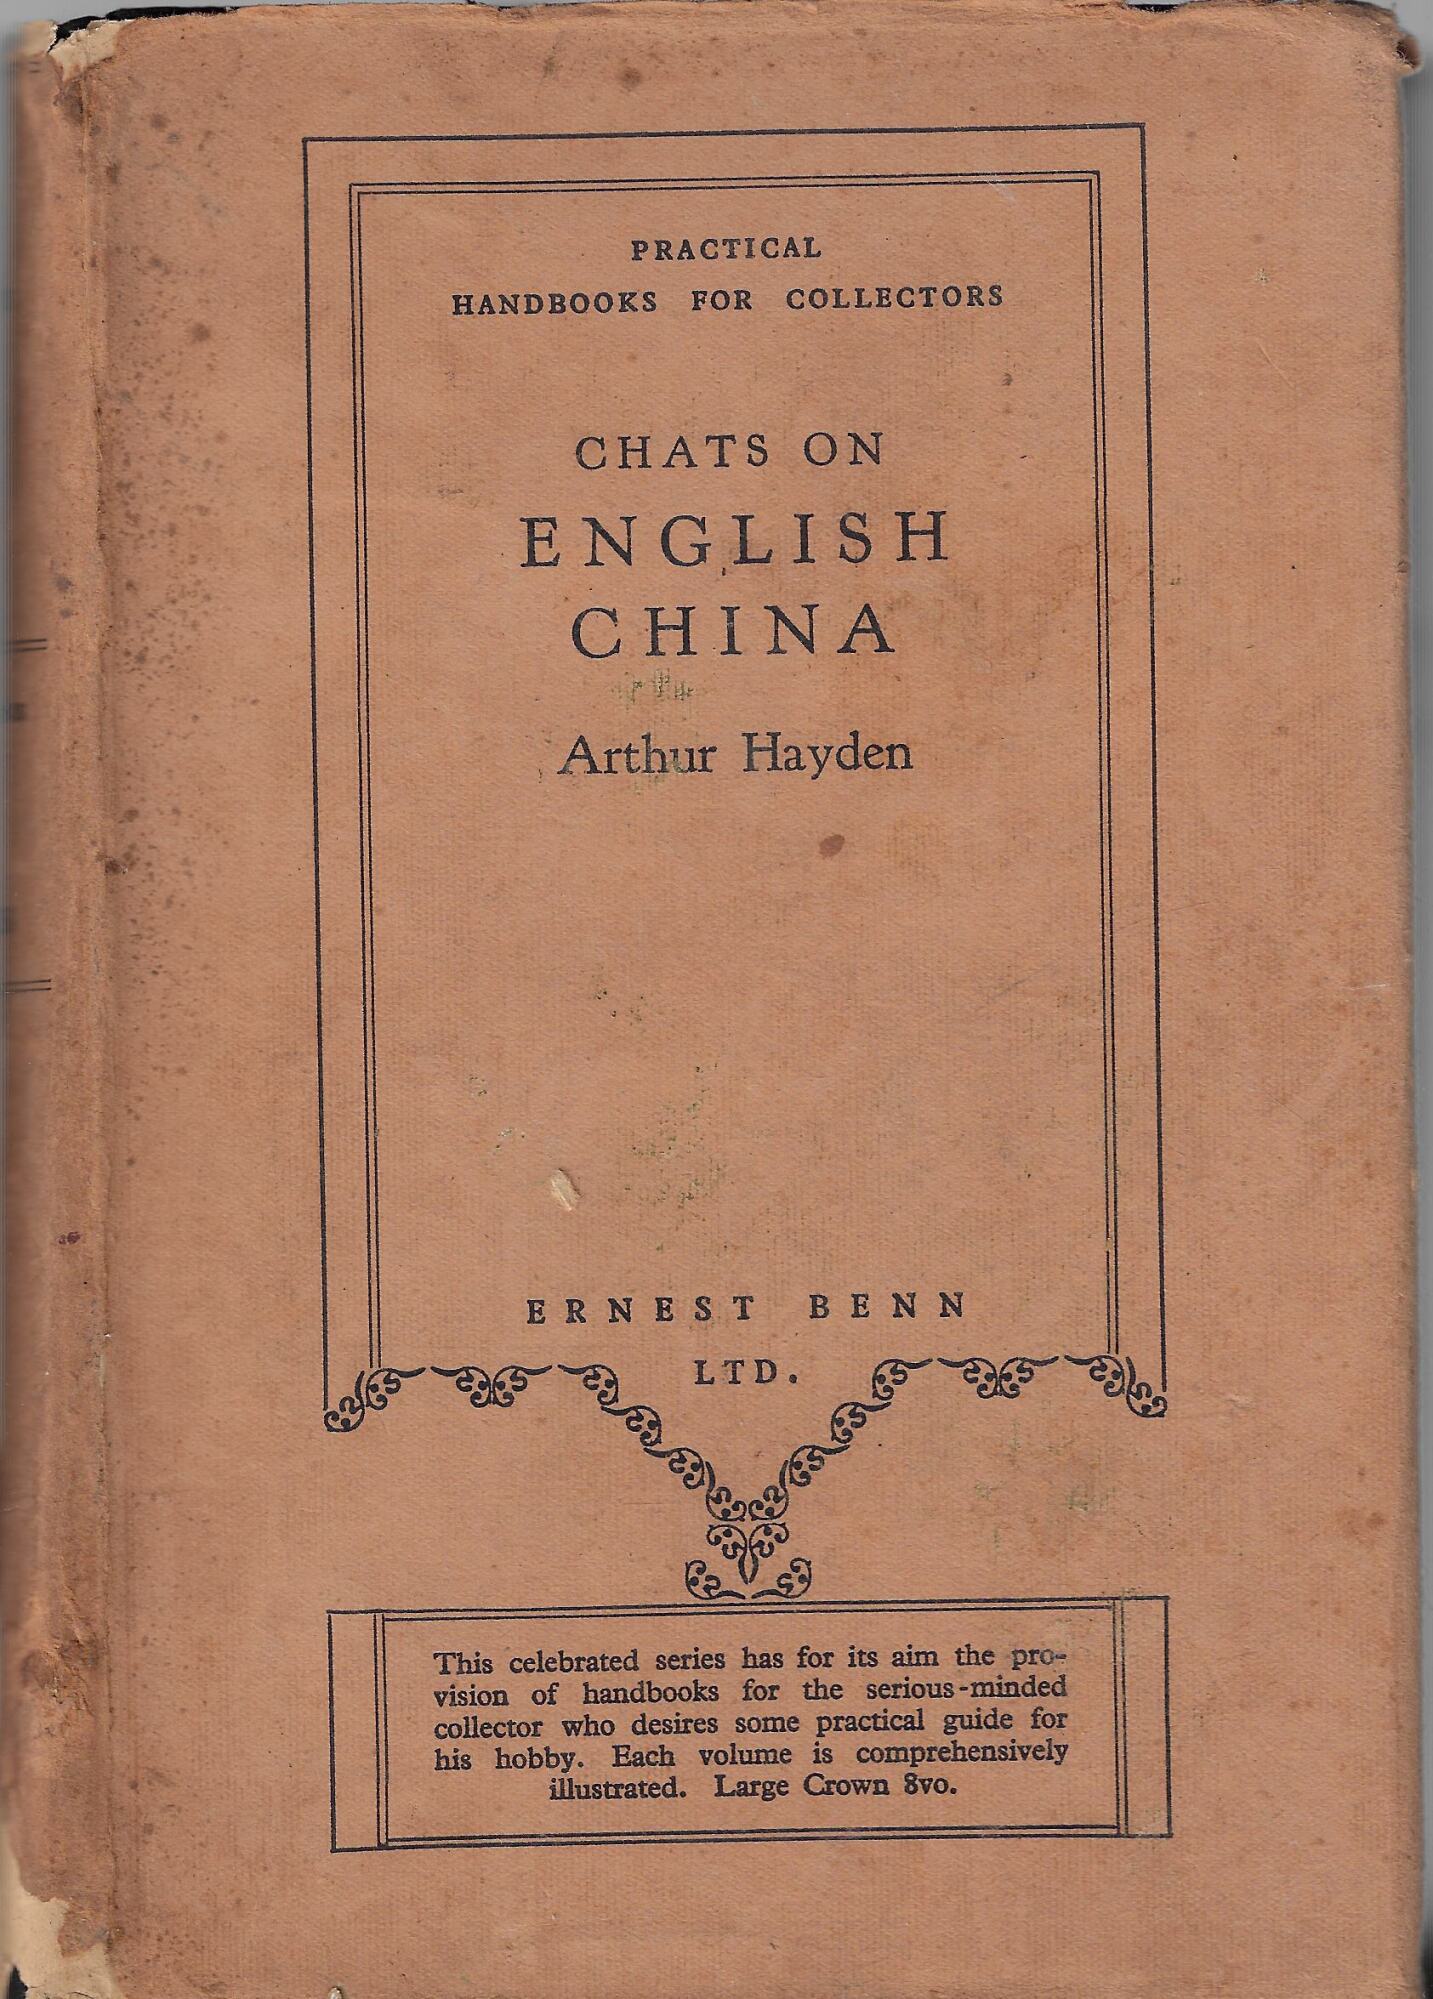 PRACTICAL
HANDBOOKS FOR COLLECTORS
CHATS ON
ENGLISH
CHINA
Arthur Hayden
ERNEST BENN
LTD.
This celebrated series has for its aim the pro-
vision of handbooks for the serious-minded
collector who desires some practical guide for
his hobby. Each volume is comprehensively
illustrated. Large Crown 8vo.